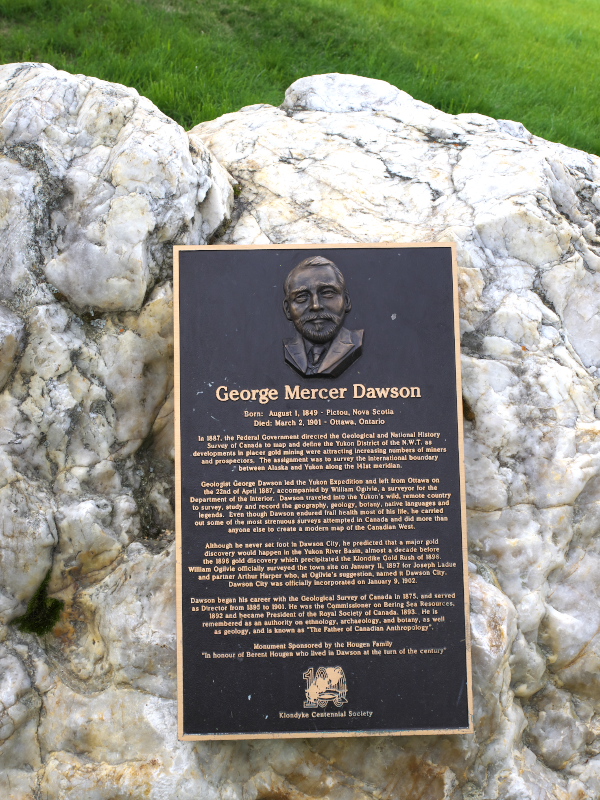 George Mercer Dawson
Born: August 1, 1849 - Pictou, Nova Scotia
Died: March 2, 1901 - Ottawa, Ontario
In 1887, the Federal Government directed the Geological and National History
Survey of Canada to map and define the Yukon District of the N.W.T. as
developments in placer gold mining were attracting increasing numbers of miners
and prospectors. The assignment was to survey the international boundary
between Alaska and Yukon along the 141st meridian.
Geologist George Dawson led the Yukon Expedition and left from Ottawa on
the 22nd of April 1887, accompanied by William Ogilvie, a surveyor for the
Department of the Interior. Dawson traveled into the Yukon's wild, remote country
to survey, study and record the geography, geology, botany, native languages and
legends. Even though Dawson endured frail health most of his life, he carried
out some of the most strenuous surveys attempted in Canada and did more than
anyone else to create a modern map of the Canadian West.
Although he never set foot in Dawson City, he predicted that a major gold
discovery would happen in the Yukon River Basin, almost a decade before
the 1896 gold discovery which precipitated the Klondike Gold Rush of 1898.
William Ogilvie officially surveyed the town site on January 11, 1897 for Joseph Ladue
and partner Arthur Harper who, at Ogilvie's suggestion, named it Dawson City.
Dawson City was officially incorporated on January 9, 1902.
Dawson began his career with the Geological Survey of Canada in 1875, and served
as Director from 1895 to 1901. He was the Commissioner on Bering Sea Resources,
1892 and became President of the Royal Society of Canada, 1893. He is
remembered as an authority on ethnology, archaeology, and botany, as well
as geology, and is known as "The Father of Canadian Anthropology".
Monument Sponsored by the Hougen Family
"In honour of Berent Hougen who lived in Dawson at the turn of the century"
100
Klondyke Centennial Society